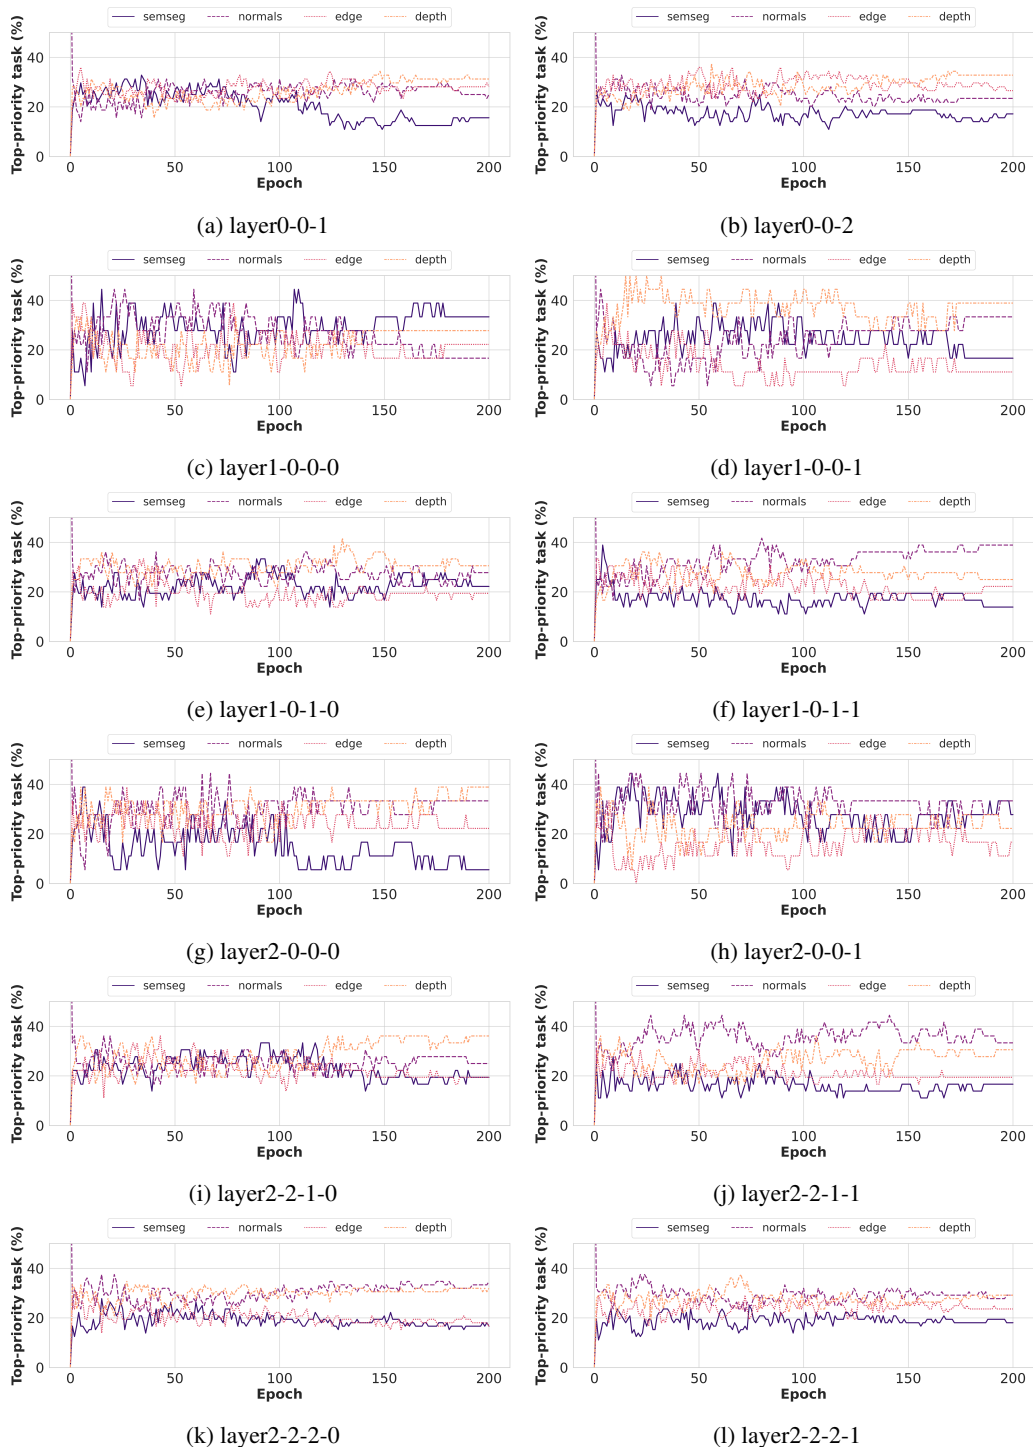 semseg normals edge depth
semseg normals edge depth
Top-priority task (%)
40
20
0
0 50 100 150 200
Epoch
Top-priority task (%)
40
20
0
0 50 100 150 200
Epoch
(a) layer0-0-1
(b) layer0-0-2
semseg normals edge depth
semseg normals edge depth
Top-priority task (%)
40
20
0
0 50 100 150 200
Epoch
Top-priority task (%)
40
20
0
0 50 100 150 200
Epoch
(c) layer1-0-0-0
(d) layer1-0-0-1
semseg normals edge depth
semseg normals edge depth
Top-priority task (%)
40
20
0
0 50 100 150 200
Epoch
Top-priority task (%)
40
20
0
0 50 100 150 200
Epoch
(e) layer1-0-1-0
(f) layer1-0-1-1
semseg normals edge depth
semseg normals edge depth
Top-priority task (%)
40
20
0
0 50 100 150 200
Epoch
Top-priority task (%)
40
20
0
0 50 100 150 200
Epoch
(g) layer2-0-0-0
(h) layer2-0-0-1
semseg normals edge depth
semseg normals edge depth
Top-priority task (%)
40
20
0
0 50 100 150 200
Epoch
Top-priority task (%)
40
20
0
0 50 100 150 200
Epoch
(i) layer2-2-1-0
(j) layer2-2-1-1
semseg normals edge depth
semseg normals edge depth
Top-priority task (%)
40
20
0
0 50 100 150 200
Epoch
Top-priority task (%)
40
20
0
0 50 100 150 200
Epoch
(k) layer2-2-2-0
(l) layer2-2-2-1